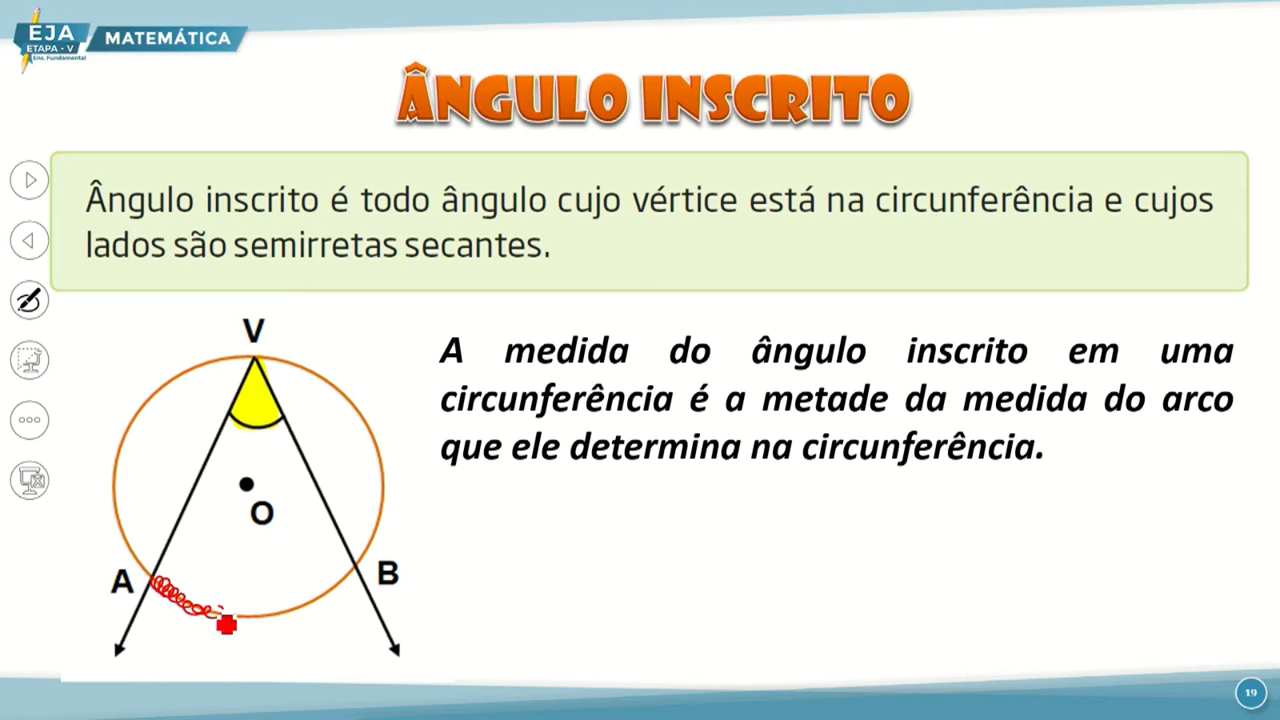 EJA
ETAPA - V
Ens. Fundamental
MATEMÁTICA
ÂNGULO INSCRITO
Ângulo inscrito é todo ângulo cujo vértice está na circunferência e cujos
lados são semirretas secantes.
V
A medida do ângulo inscrito em uma
circunferência é a metade da medida do arco
que ele determina na circunferência.
O
A
B
19